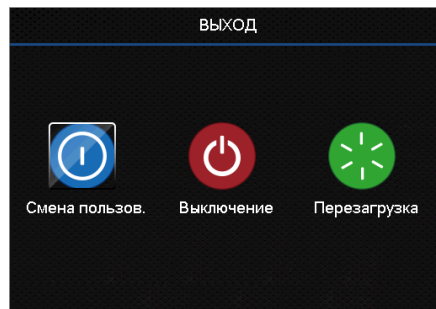 ВЫХОД
Смена пользов.
Выключение
Перезагрузка